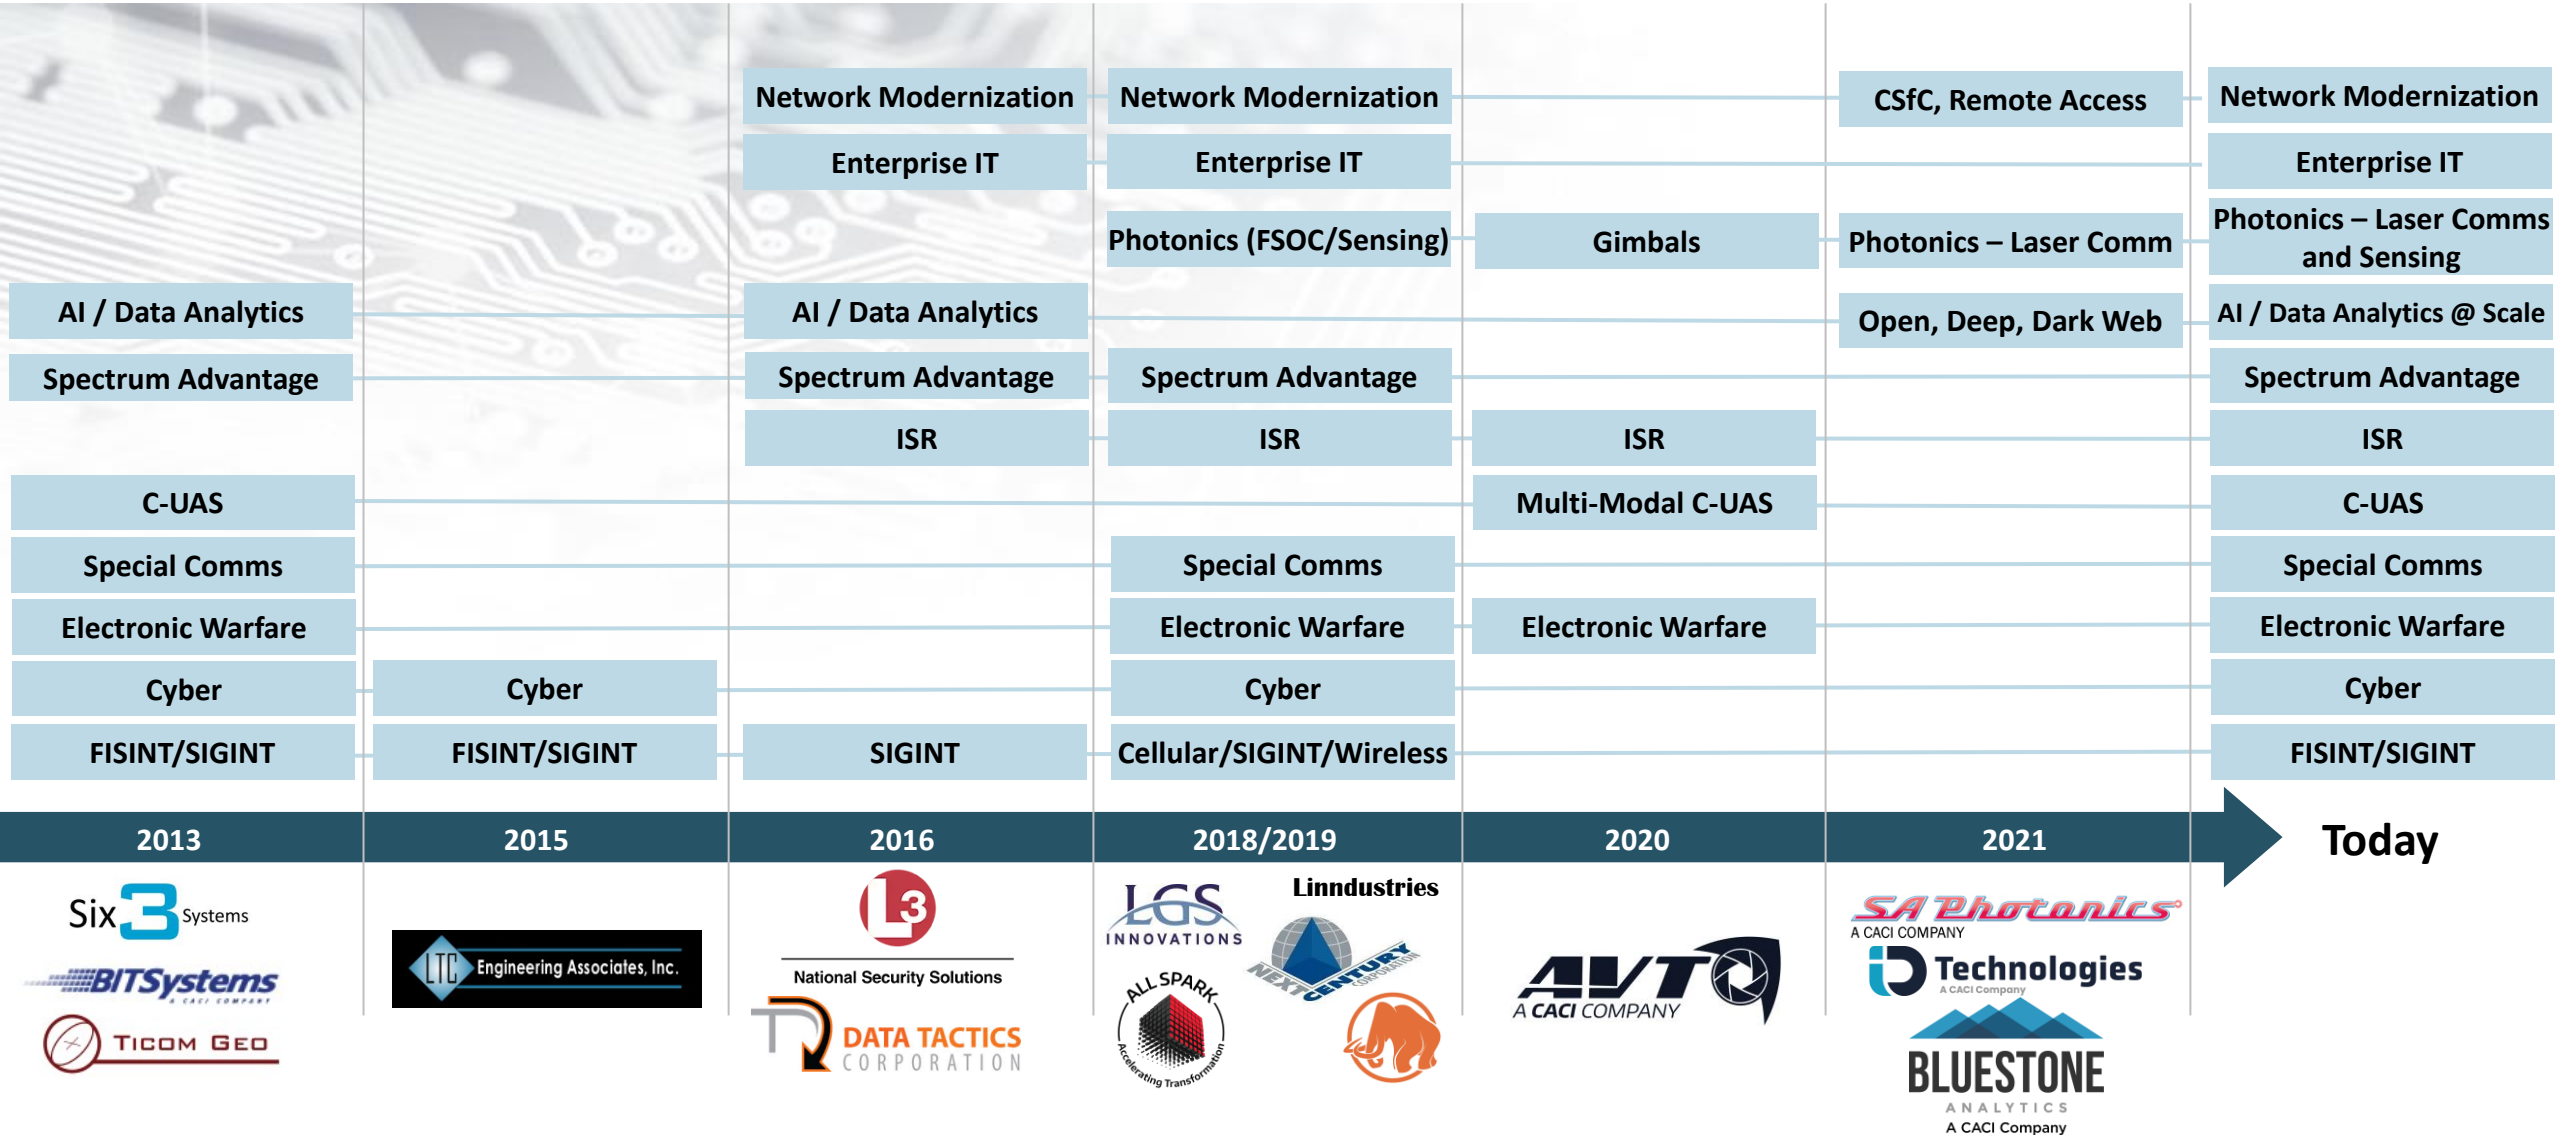 Network Modernization
Network Modernization
CSfC, Remote Access
Network Modernization
Enterprise IT
Enterprise IT
Enterprise IT
Photonics (FSOC/Sensing)
Gimbals
Photonics – Laser Comm
Photonics – Laser Comms
and Sensing
AI / Data Analytics
AI / Data Analytics
Open, Deep, Dark Web
AI / Data Analytics @ Scale
Spectrum Advantage
Spectrum Advantage
Spectrum Advantage
Spectrum Advantage
ISR
ISR
ISR
ISR
C-UAS
Multi-Modal C-UAS
C-UAS
Special Comms
Special Comms
Special Comms
Electronic Warfare
Electronic Warfare
Electronic Warfare
Electronic Warfare
Cyber
Cyber
Cyber
Cyber
FISINT/SIGINT
FISINT/SIGINT
SIGINT
Cellular/SIGINT/Wireless
FISINT/SIGINT
2013
2015
2016
2018/2019
2020
2021
Today
Six3 Systems
BITSystems
A CACI COMPANY
TICOM GEO
LTC Engineering Associates, Inc.
L3
National Security Solutions
DATA TACTICS
CORPORATION
LGS
INNOVATIONS
Linndustries
NEXT CENTURY
CORPORATION
ALL SPARK
Accelerating Transformation
AVT
A CACI COMPANY
SA Photonics
A CACI COMPANY
ID Technologies
A CACI Company
BLUESTONE
ANALYTICS
A CACI Company